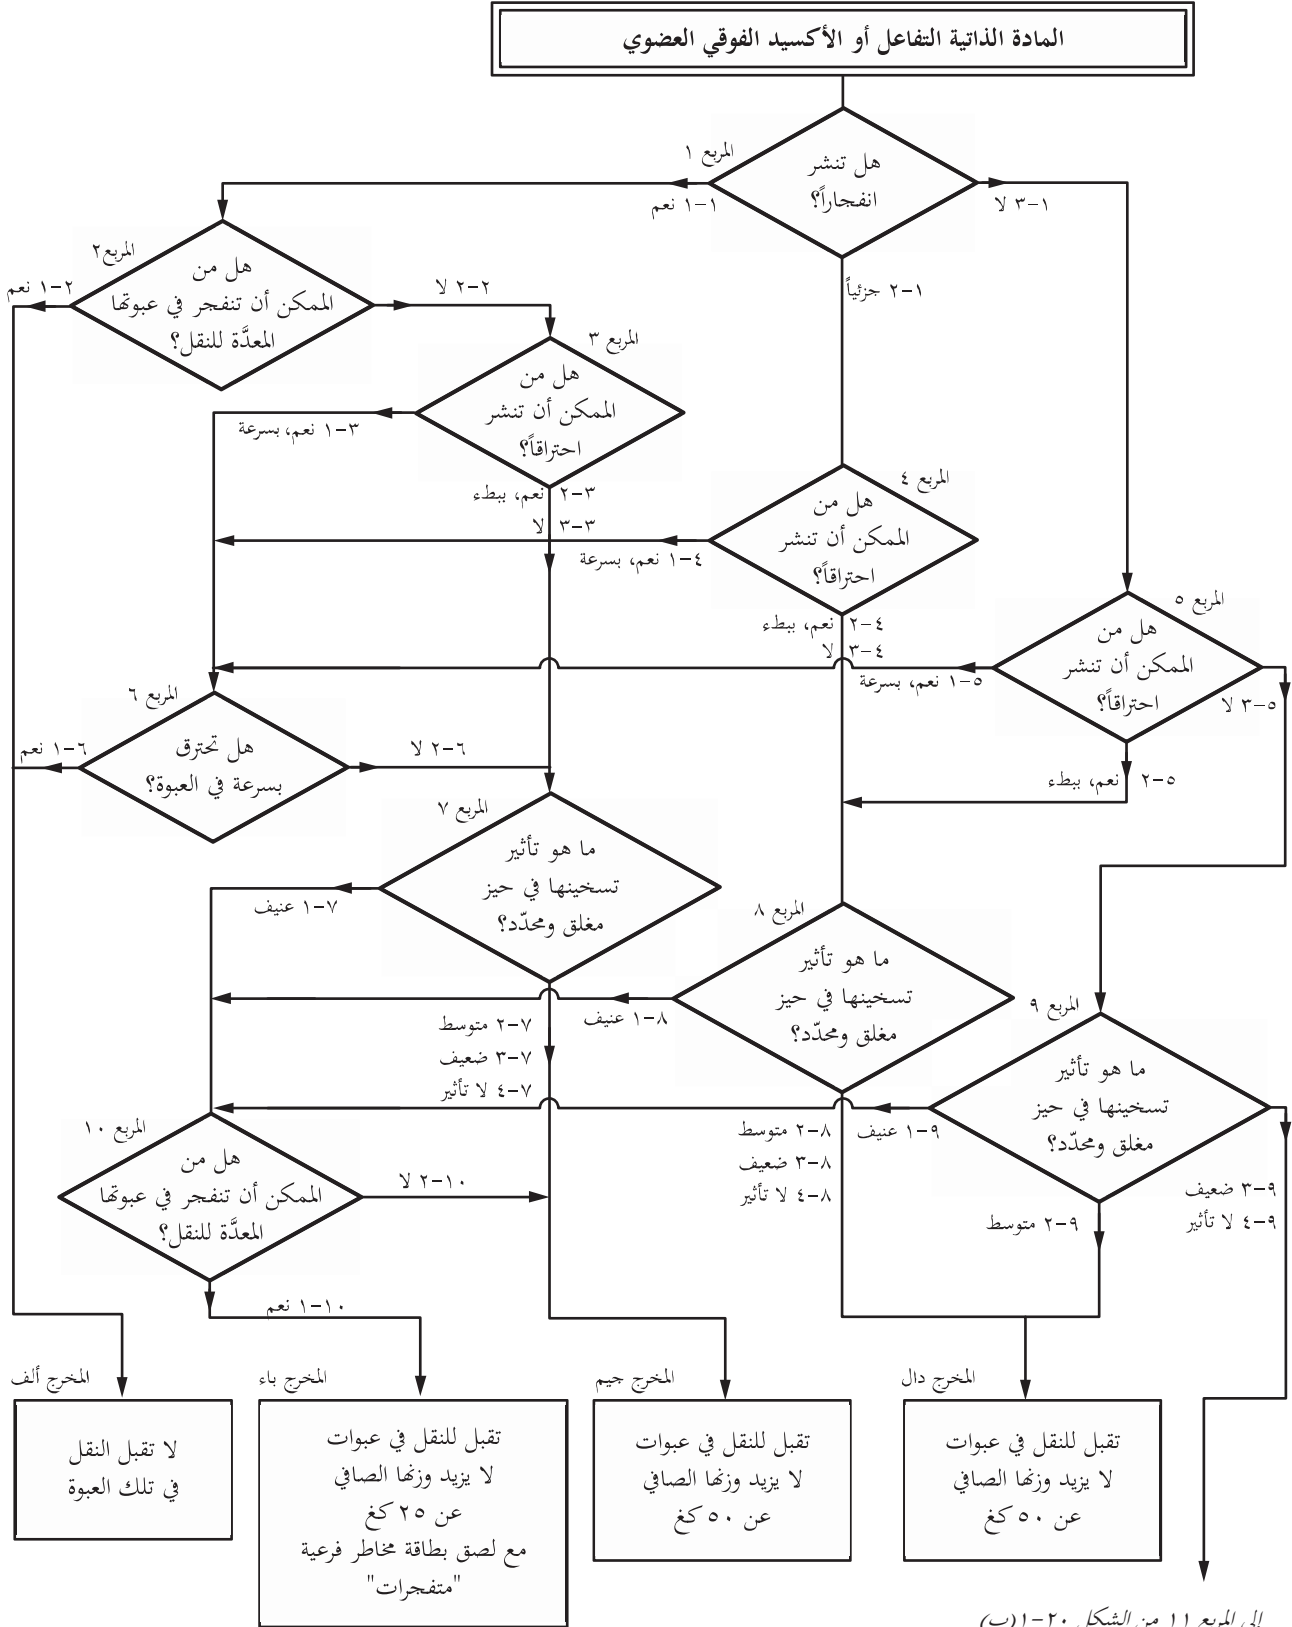 المادة الذاتية التفاعل أو الأكسيد الفوقي العضوي
المربع ١
هل تنشر
انفجاراً؟
١-١ نعم
٣-١ لا
٢-١ جزئياً
المربع٢
هل من
الممكن أن تنفجر في عبوتها
المعدَّة للنقل؟
١-٢ نعم
٢-٢ لا
المربع ٣
هل من
الممكن أن تنشر
احتراقاً؟
١-٣ نعم، بسرعة
٢-٣ نعم، ببطء
٣-٣ لا
المربع ٤
هل من
الممكن أن تنشر
احتراقاً؟
١-٤ نعم، بسرعة
٢-٤ نعم، ببطء
٣-٤ لا
المربع ٥
هل من
الممكن أن تنشر
احتراقاً؟
١-٥ نعم، بسرعة
٣-٥ لا
٢-٥ نعم، ببطء
المربع ٦
هل تحترق
بسرعة في العبوة؟
١-٦ نعم
٢-٦ لا
المربع ٧
ما هو تأثير
تسخينها في حيز
مغلق ومحدّد؟
١-٧ عنيف
٢-٧ متوسط
٣-٧ ضعيف
٤-٧ لا تأثير
المربع ٨
ما هو تأثير
تسخينها في حيز
مغلق ومحدّد؟
١-٨ عنيف
٢-٨ متوسط
٣-٨ ضعيف
٤-٨ لا تأثير
المربع ٩
ما هو تأثير
تسخينها في حيز
مغلق ومحدّد؟
١-٩ عنيف
٢-٩ متوسط
٣-٩ ضعيف
٤-٩ لا تأثير
المربع ١٠
هل من
الممكن أن تنفجر في عبوتها
المعدَّة للنقل؟
٢-١٠ لا
١-١٠ نعم
المخرج ألف
لا تقبل النقل
في تلك العبوة
المخرج باء
تقبل للنقل في عبوات
لا يزيد وزنها الصافي
عن ٢٥ كغ
مع لصق بطاقة مخاطر فرعية
"متفجرات"
المخرج جيم
تقبل للنقل في عبوات
لا يزيد وزنها الصافي
عن ٥٠ كغ
المخرج دال
تقبل للنقل في عبوات
لا يزيد وزنها الصافي
عن ٥٠ كغ
إلى المربع ١١ من الشكل ٢٠-١(ب)